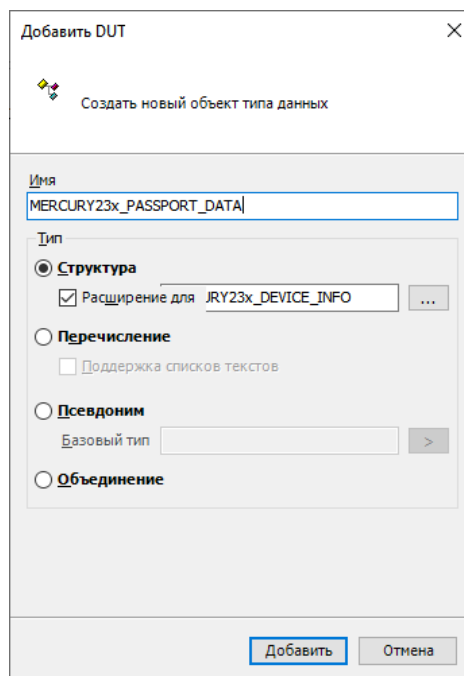 Добавить DUT
Создать новый объект типа данных
Имя
MERCURY23x_PASSPORT_DATA
Тип
Структура
Расширение для JRY23x_DEVICE_INFO ...
Перечисление
Поддержка списков текстов
Псевдоним
Базовый тип >
Объединение
Добавить Отмена